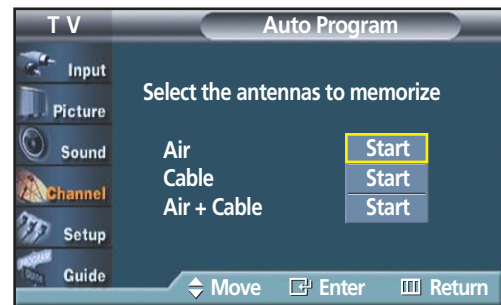 T V
Auto Program
Input
Picture
Sound
Channel
Setup
Guide
Select the antennas to memorize
Air Start
Cable Start
Air + Cable Start
Move Enter Return